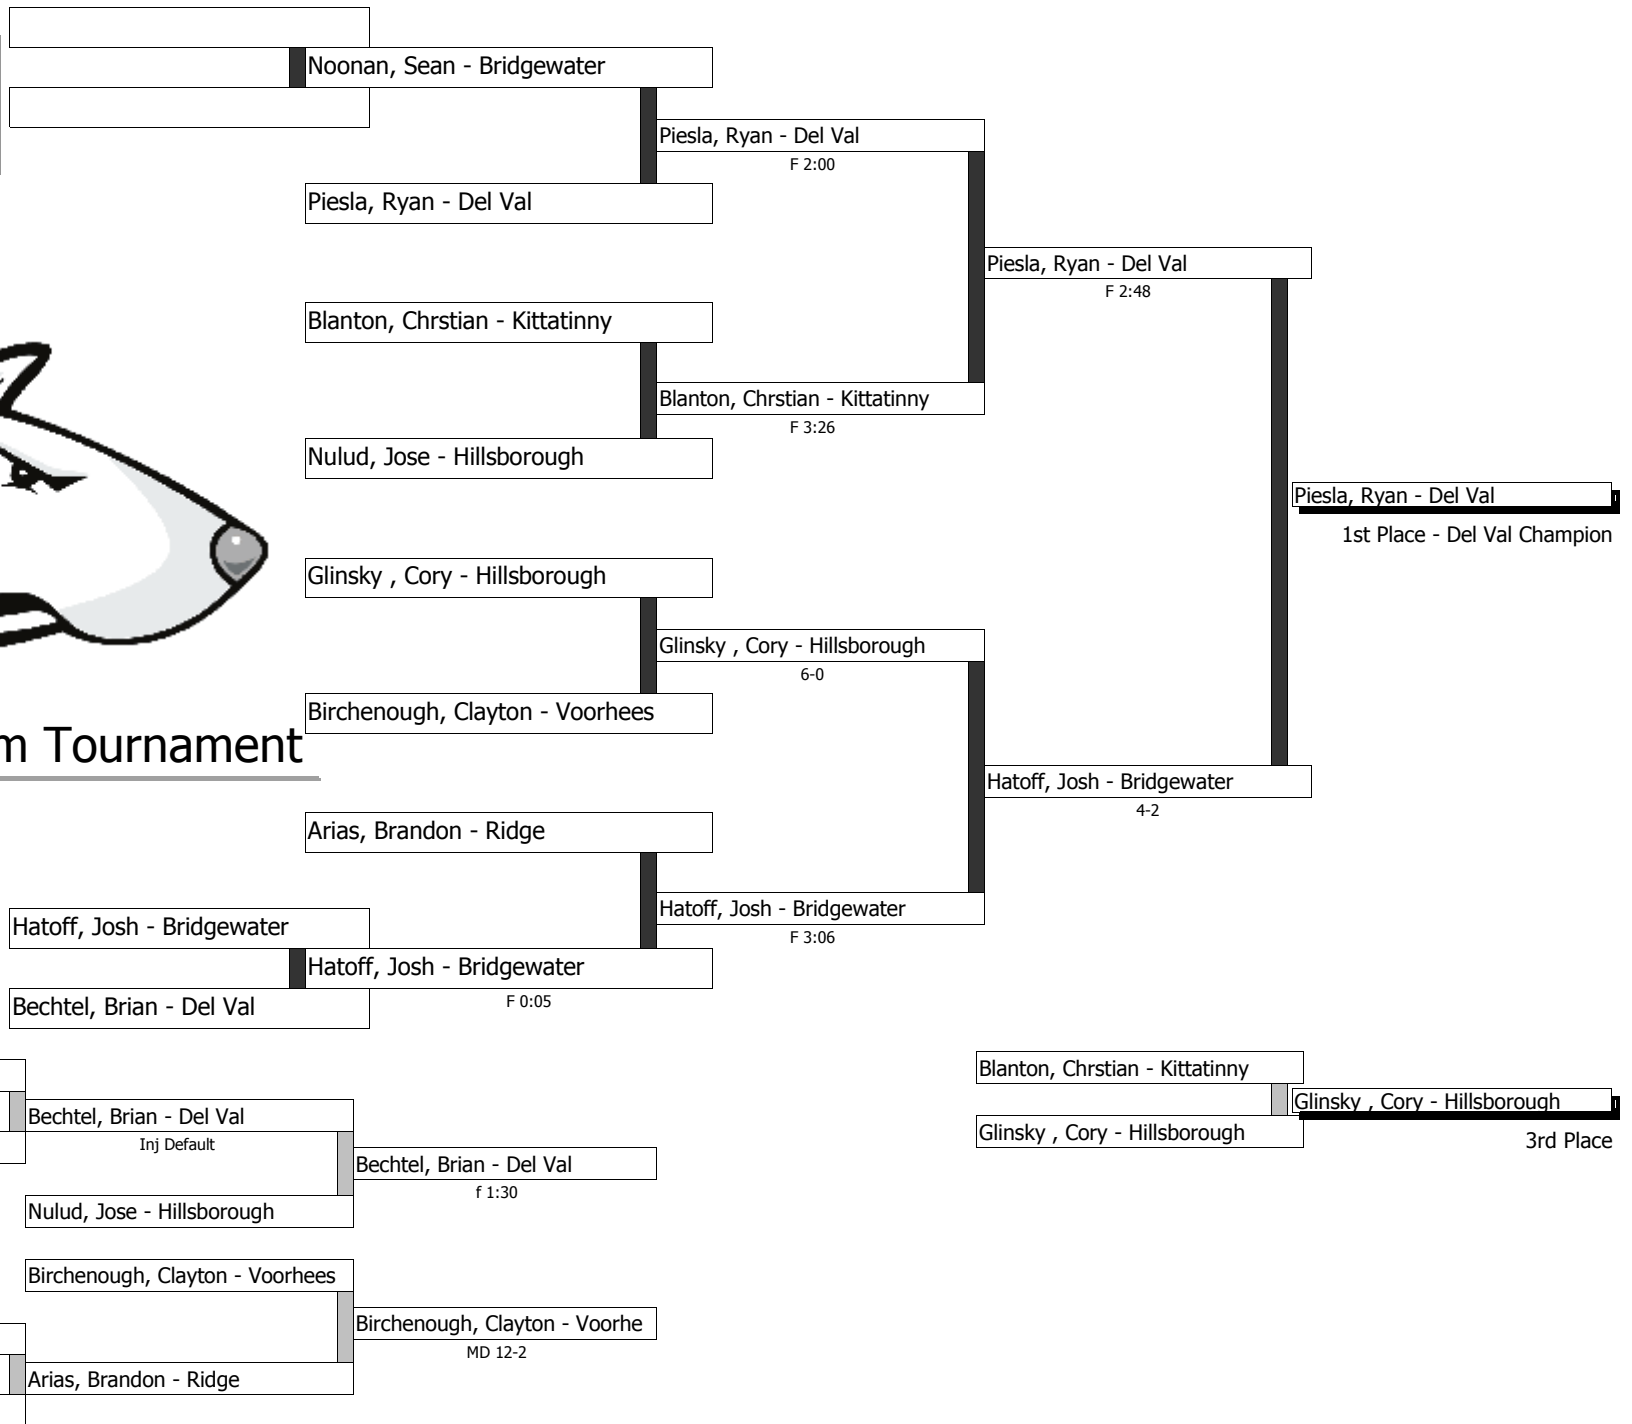 Noonan, Sean - Bridgewater
Piesla, Ryan - Del Val
F 2:00
Piesla, Ryan - Del Val
Piesla, Ryan - Del Val
F 2:48
Blanton, Chrstian - Kittatinny
Blanton, Chrstian - Kittatinny
F 3:26
Nulud, Jose - Hillsborough
Piesla, Ryan - Del Val
1st Place - Del Val Champion
Glinsky , Cory - Hillsborough
Glinsky , Cory - Hillsborough
6-0
Birchenough, Clayton - Voorhees
m Tournament
Hatoff, Josh - Bridgewater
4-2
Arias, Brandon - Ridge
Hatoff, Josh - Bridgewater
F 3:06
Hatoff, Josh - Bridgewater
Hatoff, Josh - Bridgewater
F 0:05
Bechtel, Brian - Del Val
Blanton, Chrstian - Kittatinny
Glinsky , Cory - Hillsborough
Glinsky , Cory - Hillsborough
3rd Place
Bechtel, Brian - Del Val
Inj Default
Bechtel, Brian - Del Val
f 1:30
Nulud, Jose - Hillsborough
Birchenough, Clayton - Voorhees
Birchenough, Clayton - Voorhe
MD 12-2
Arias, Brandon - Ridge